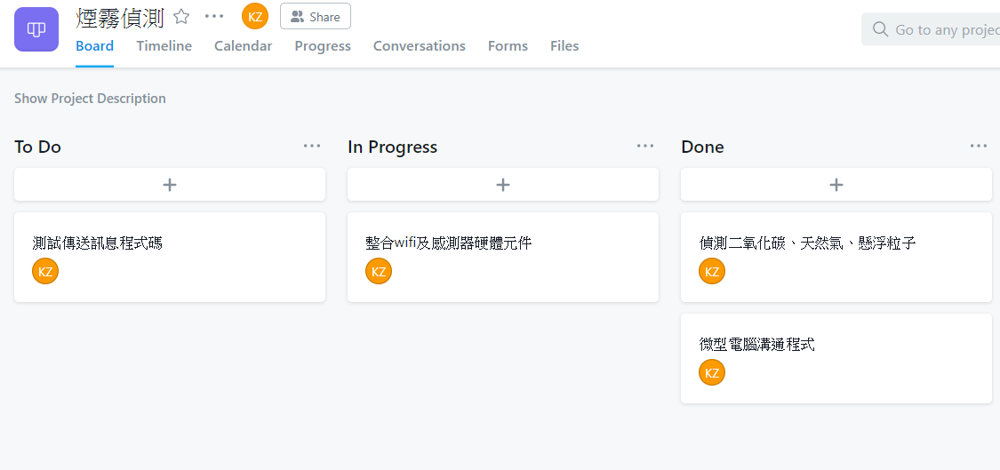 煙霧偵測
KZ
Share
Board Timeline Calendar Progress Conversations Forms Files
Go to any projec
Show Project Description
To Do
測試傳送訊息程式碼
KZ
In Progress
整合wifi及感測器硬體元件
KZ
Done
偵測二氧化碳、天然氣、懸浮粒子
KZ
微型電腦溝通程式
KZ